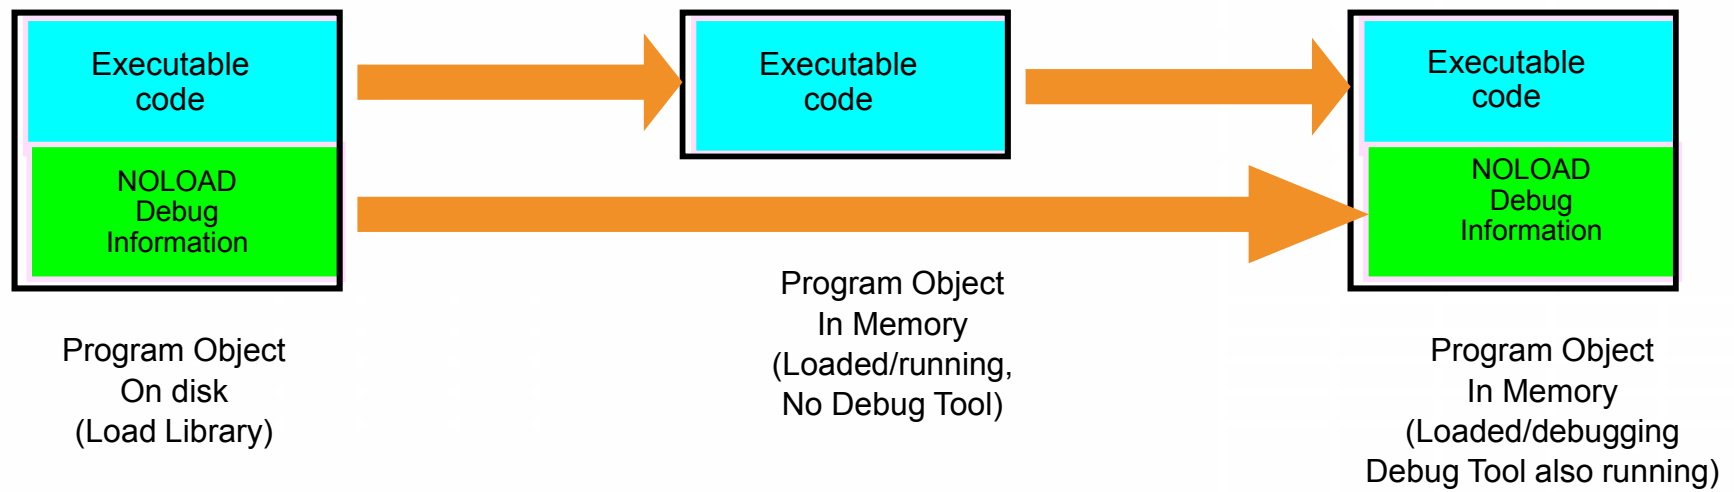 Executable
code
NOLOAD
Debug
Information
Program Object
On disk
(Load Library)
Executable
code
Program Object
In Memory
(Loaded/running,
No Debug Tool)
Executable
code
NOLOAD
Debug
Information
Program Object
In Memory
(Loaded/debugging
Debug Tool also running)